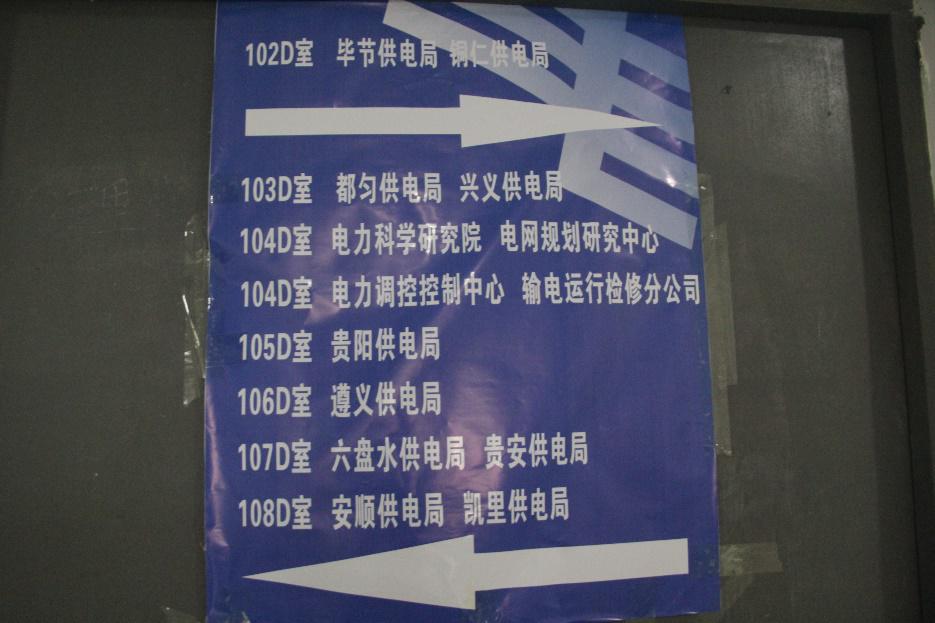 102D室 毕节供电局 铜仁供电局
103D室 都匀供电局 兴义供电局
104D室 电力科学研究院 电网规划研究中心
104D室 电力调控控制中心 输电运行检修分公司
105D室 贵阳供电局
106D室 遵义供电局
107D室 六盘水供电局 贵安供电局
108D室 安顺供电局 凯里供电局